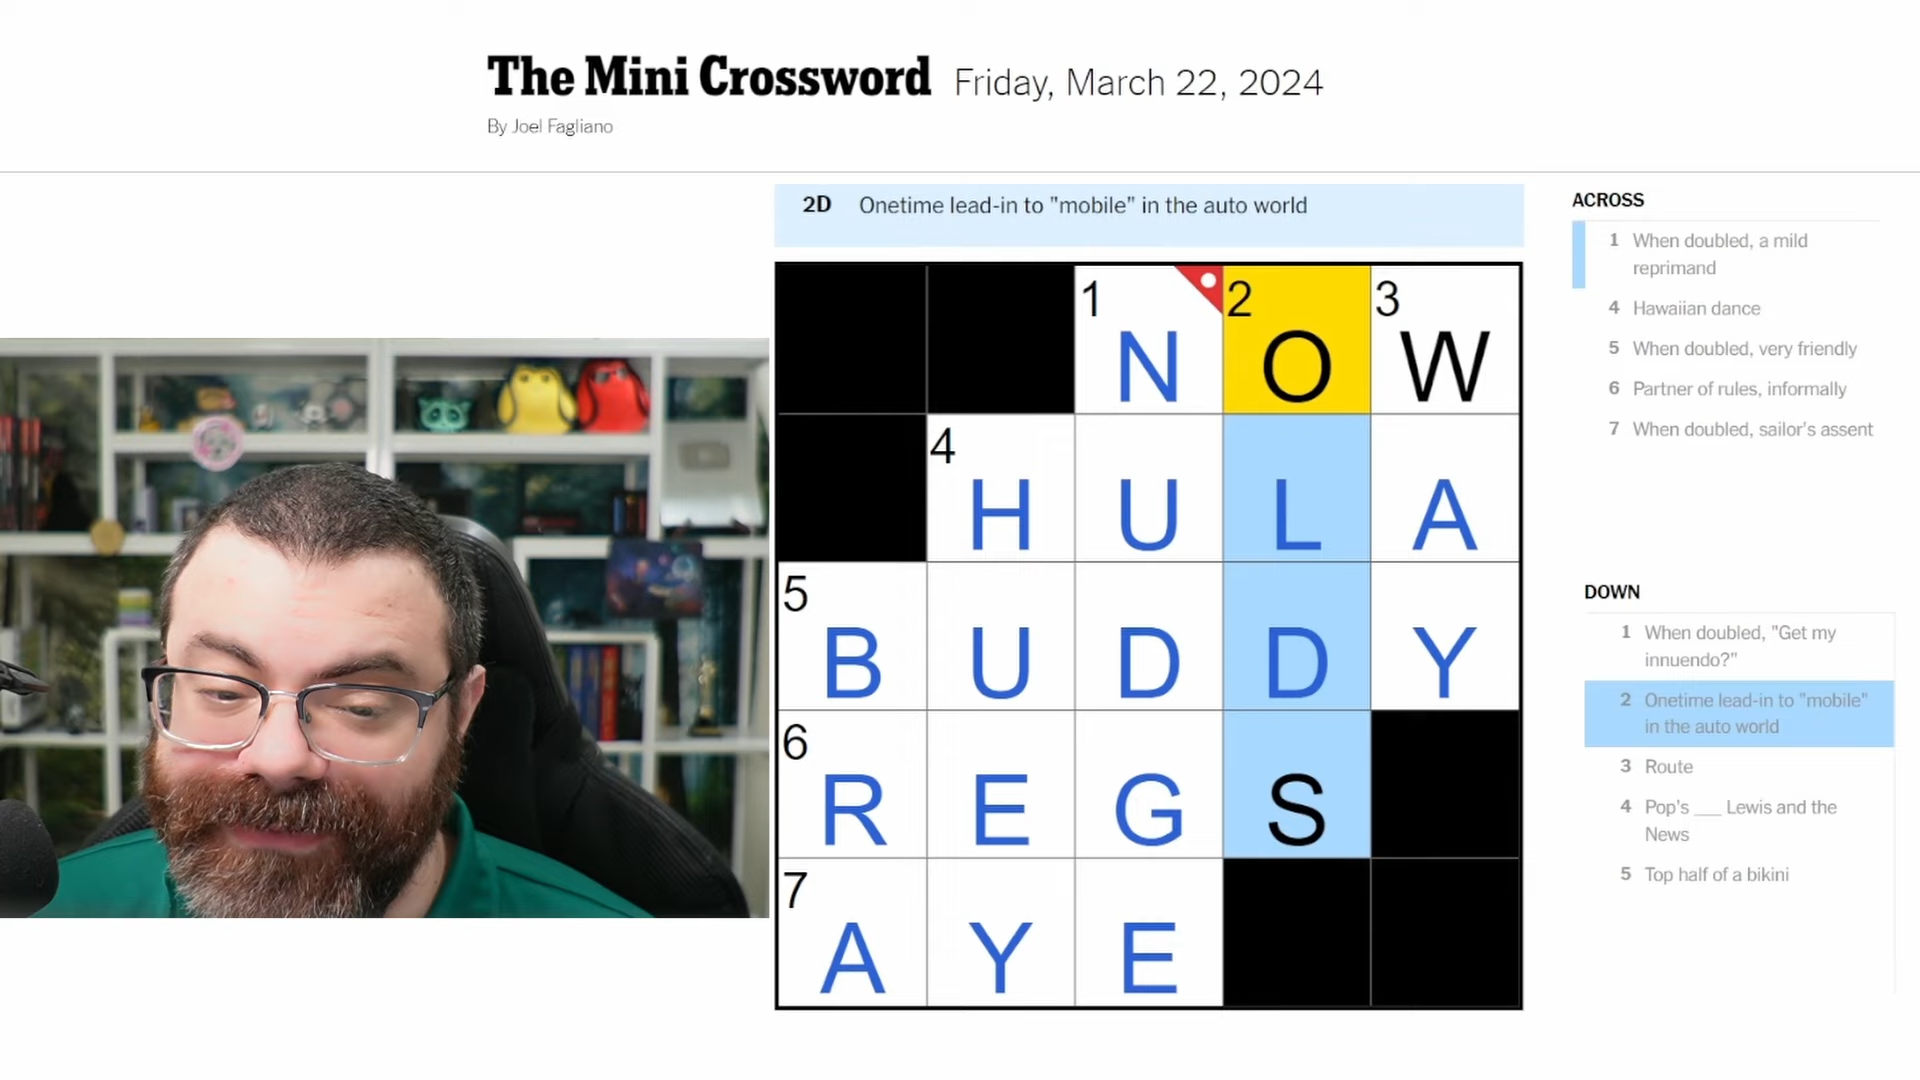 The Mini Crossword Friday, March 22, 2024
By Joel Fagliano
2D Onetime lead-in to "mobile" in the auto world
1 N 2 O 3 W
4 H U L A
5 B U D D Y
6 R E G S
7 A Y E
ACROSS
1 When doubled, a mild
reprimand
4 Hawaiian dance
5 When doubled, very friendly
6 Partner of rules, informally
7 When doubled, sailor's assent
DOWN
1 When doubled, "Get my
innuendo?"
2 Onetime lead-in to "mobile"
in the auto world
3 Route
4 Pop's ___ Lewis and the
News
5 Top half of a bikini